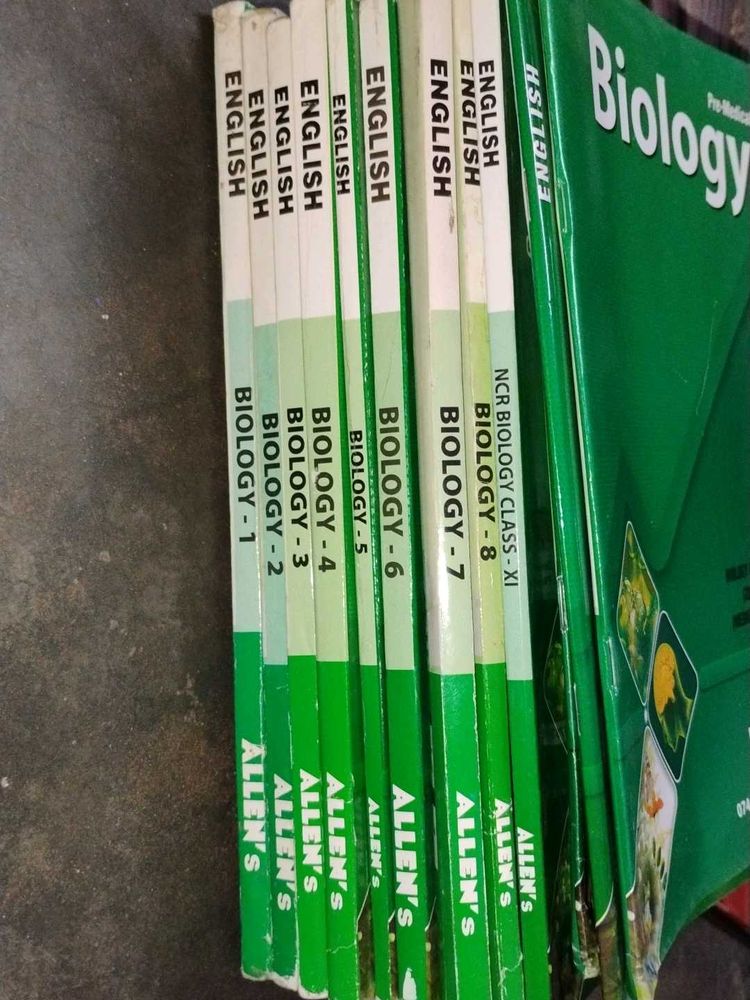 ENGLISH
BIOLOGY - 1
ALLEN'S
ENGLISH
BIOLOGY - 2
ALLEN'S
ENGLISH
BIOLOGY - 3
ALLEN'S
ENGLISH
BIOLOGY - 4
ALLEN'S
ENGLISH
BIOLOGY - 5
ALLEN'S
ENGLISH
BIOLOGY - 6
ALLEN'S
ENGLISH
BIOLOGY - 7
ALLEN'S
ENGLISH
BIOLOGY - 8
ALLEN'S
ENGLISH
NCR BIOLOGY CLASS - XI
ALLEN'S
ENGLISH
Pre-Medica
Biology